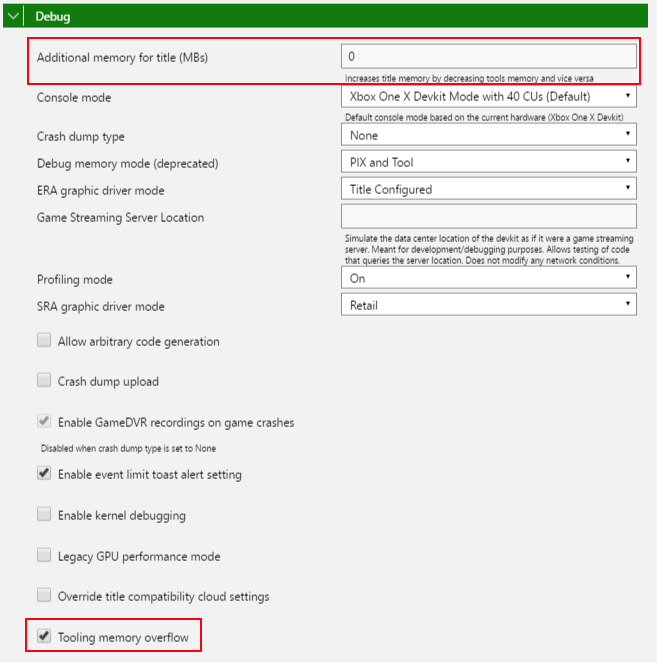 Debug
Additional memory for title (MBs)
0
Increases title memory by decreasing tools memory and vice versa
Console mode
Xbox One X Devkit Mode with 40 CUs (Default)
Default console mode based on the current hardware (Xbox One X Devkit)
Crash dump type
None
Debug memory mode (deprecated)
PIX and Tool
ERA graphic driver mode
Title Configured
Game Streaming Server Location
Simulate the data center location of the devkit as if it were a game streaming
server. Meant for development/debugging purposes. Allows testing of code
that queries the server location. Does not modify any network conditions.
Profiling mode
On
SRA graphic driver mode
Retail
Allow arbitrary code generation
Crash dump upload
Enable GameDVR recordings on game crashes
Disabled when crash dump type is set to None
Enable event limit toast alert setting
Enable kernel debugging
Legacy GPU performance mode
Override title compatibility cloud settings
Tooling memory overflow